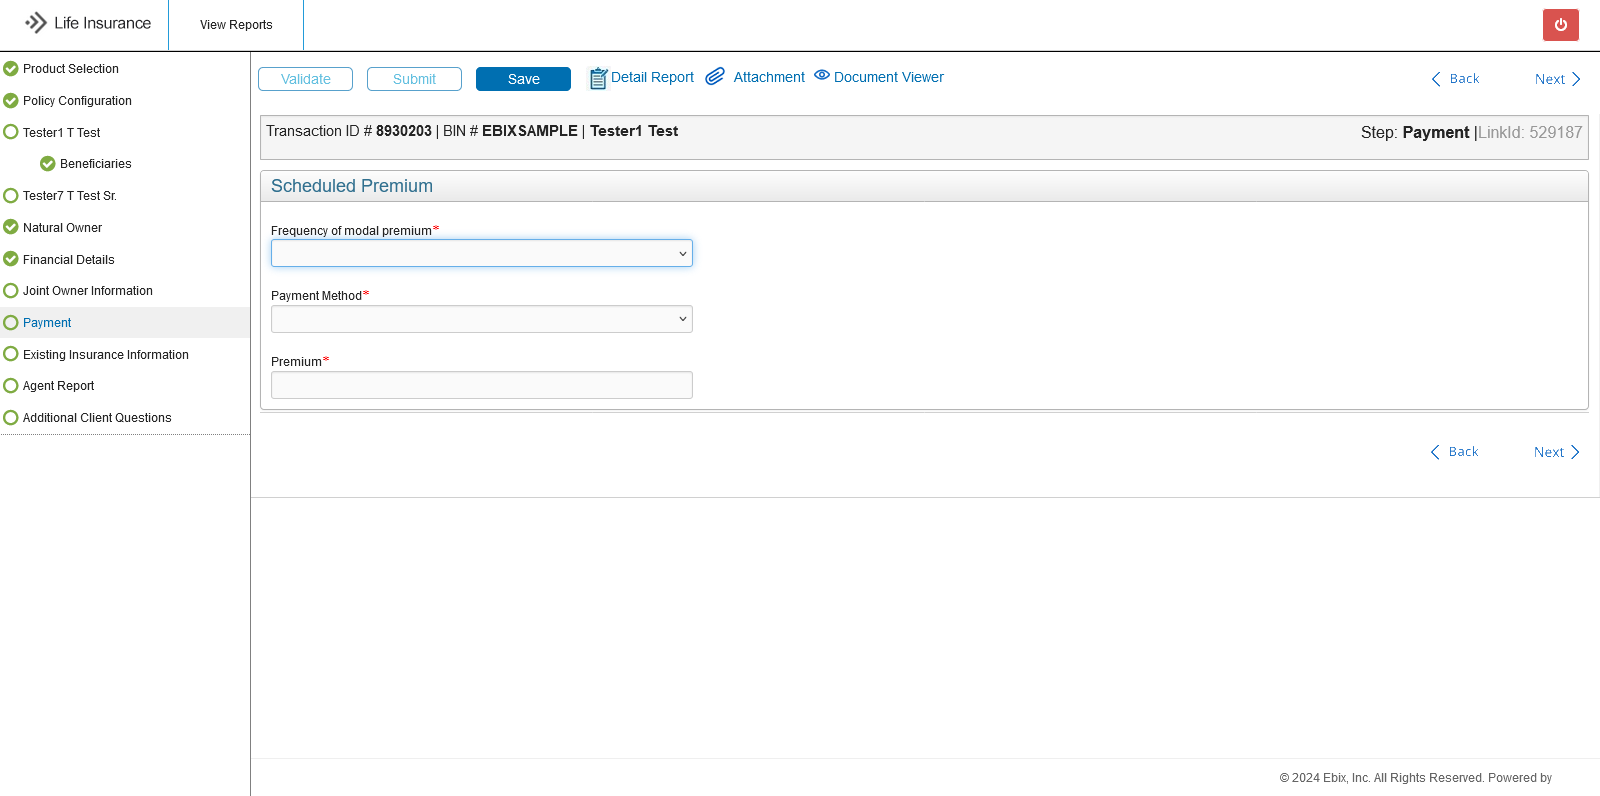 Life Insurance
View Reports
Product Selection
Policy Configuration
Tester1 T Test
Beneficiaries
Tester7 T Test Sr.
Natural Owner
Financial Details
Joint Owner Information
Payment
Existing Insurance Information
Agent Report
Additional Client Questions
Validate Submit Save Detail Report Attachment Document Viewer Back Next
Transaction ID # 8930203 | BIN # EBIXSAMPLE | Tester1 Test Step: Payment |LinkId: 529187
Scheduled Premium
Frequency of modal premium*
Payment Method*
Premium*
Back Next
© 2024 Ebix, Inc. All Rights Reserved. Powered by